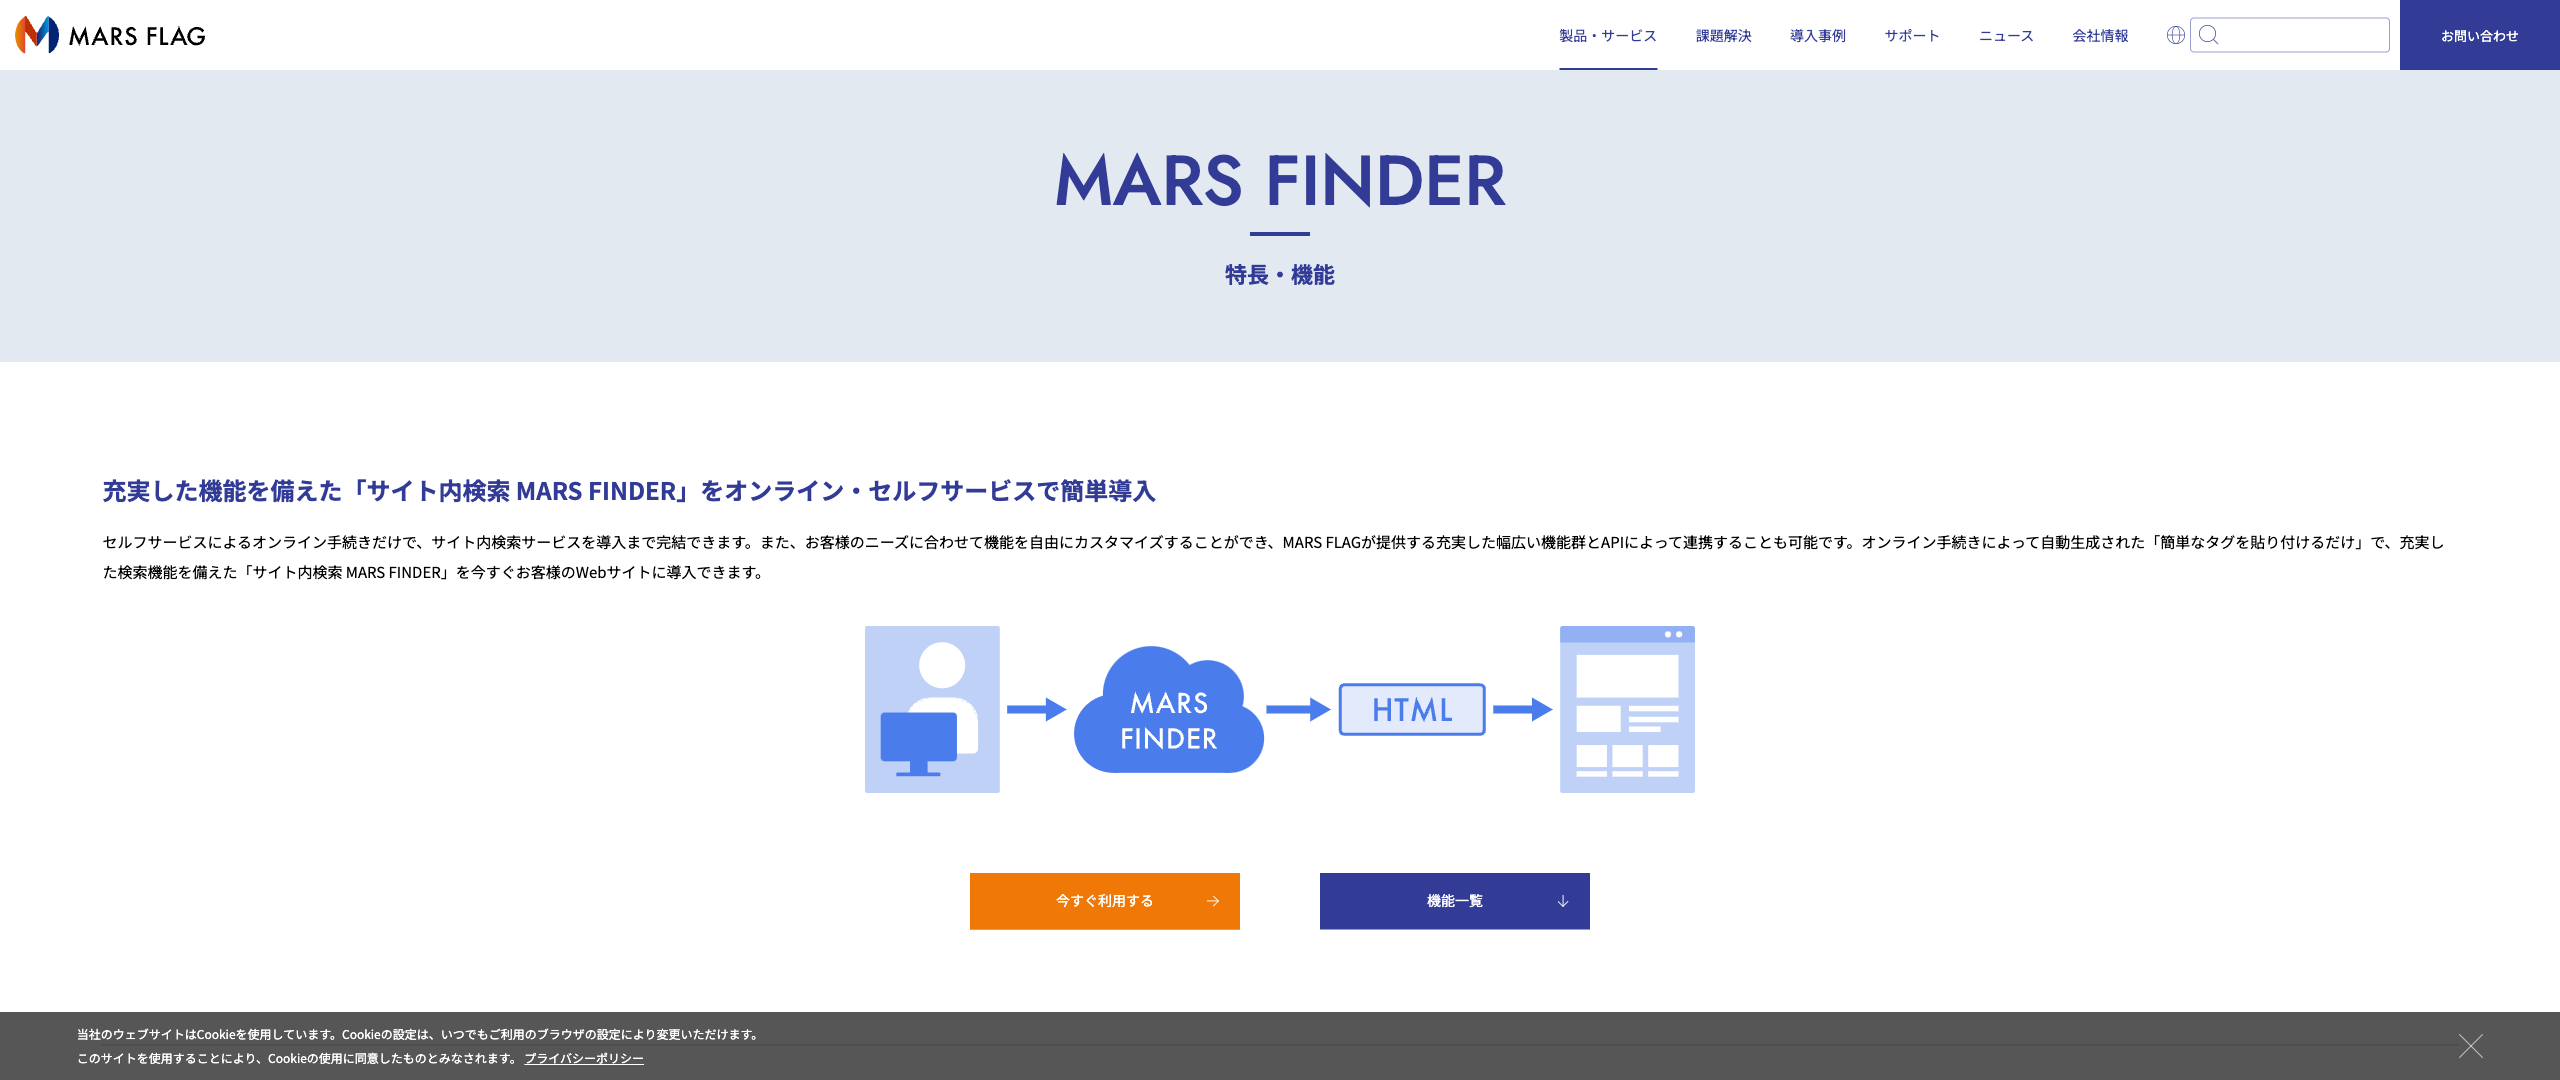 MARS FLAG
製品・サービス
課題解決
導入事例
サポート
ニュース
会社情報
お問い合わせ
MARS FINDER
特長・機能
充実した機能を備えた「サイト内検索 MARS FINDER」をオンライン・セルフサービスで簡単導入
セルフサービスによるオンライン手続きだけで、サイト内検索サービスを導入まで完結できます。また、お客様のニーズに合わせて機能を自由にカスタマイズすることができ、MARS FLAGが提供する充実した幅広い機能群とAPIによって連携することも可能です。オンライン手続きによって自動生成された「簡単なタグを貼り付けるだけ」で、充実し
た検索機能を備えた「サイト内検索 MARS FINDER」を今すぐお客様のWebサイトに導入できます。
MARS
FINDER
HTML
今すぐ利用する
機能一覧
当社のウェブサイトはCookieを使用しています。Cookieの設定は、いつでもご利用のブラウザの設定により変更いただけます。
このサイトを使用することにより、Cookieの使用に同意したものとみなされます。 プライバシーポリシー